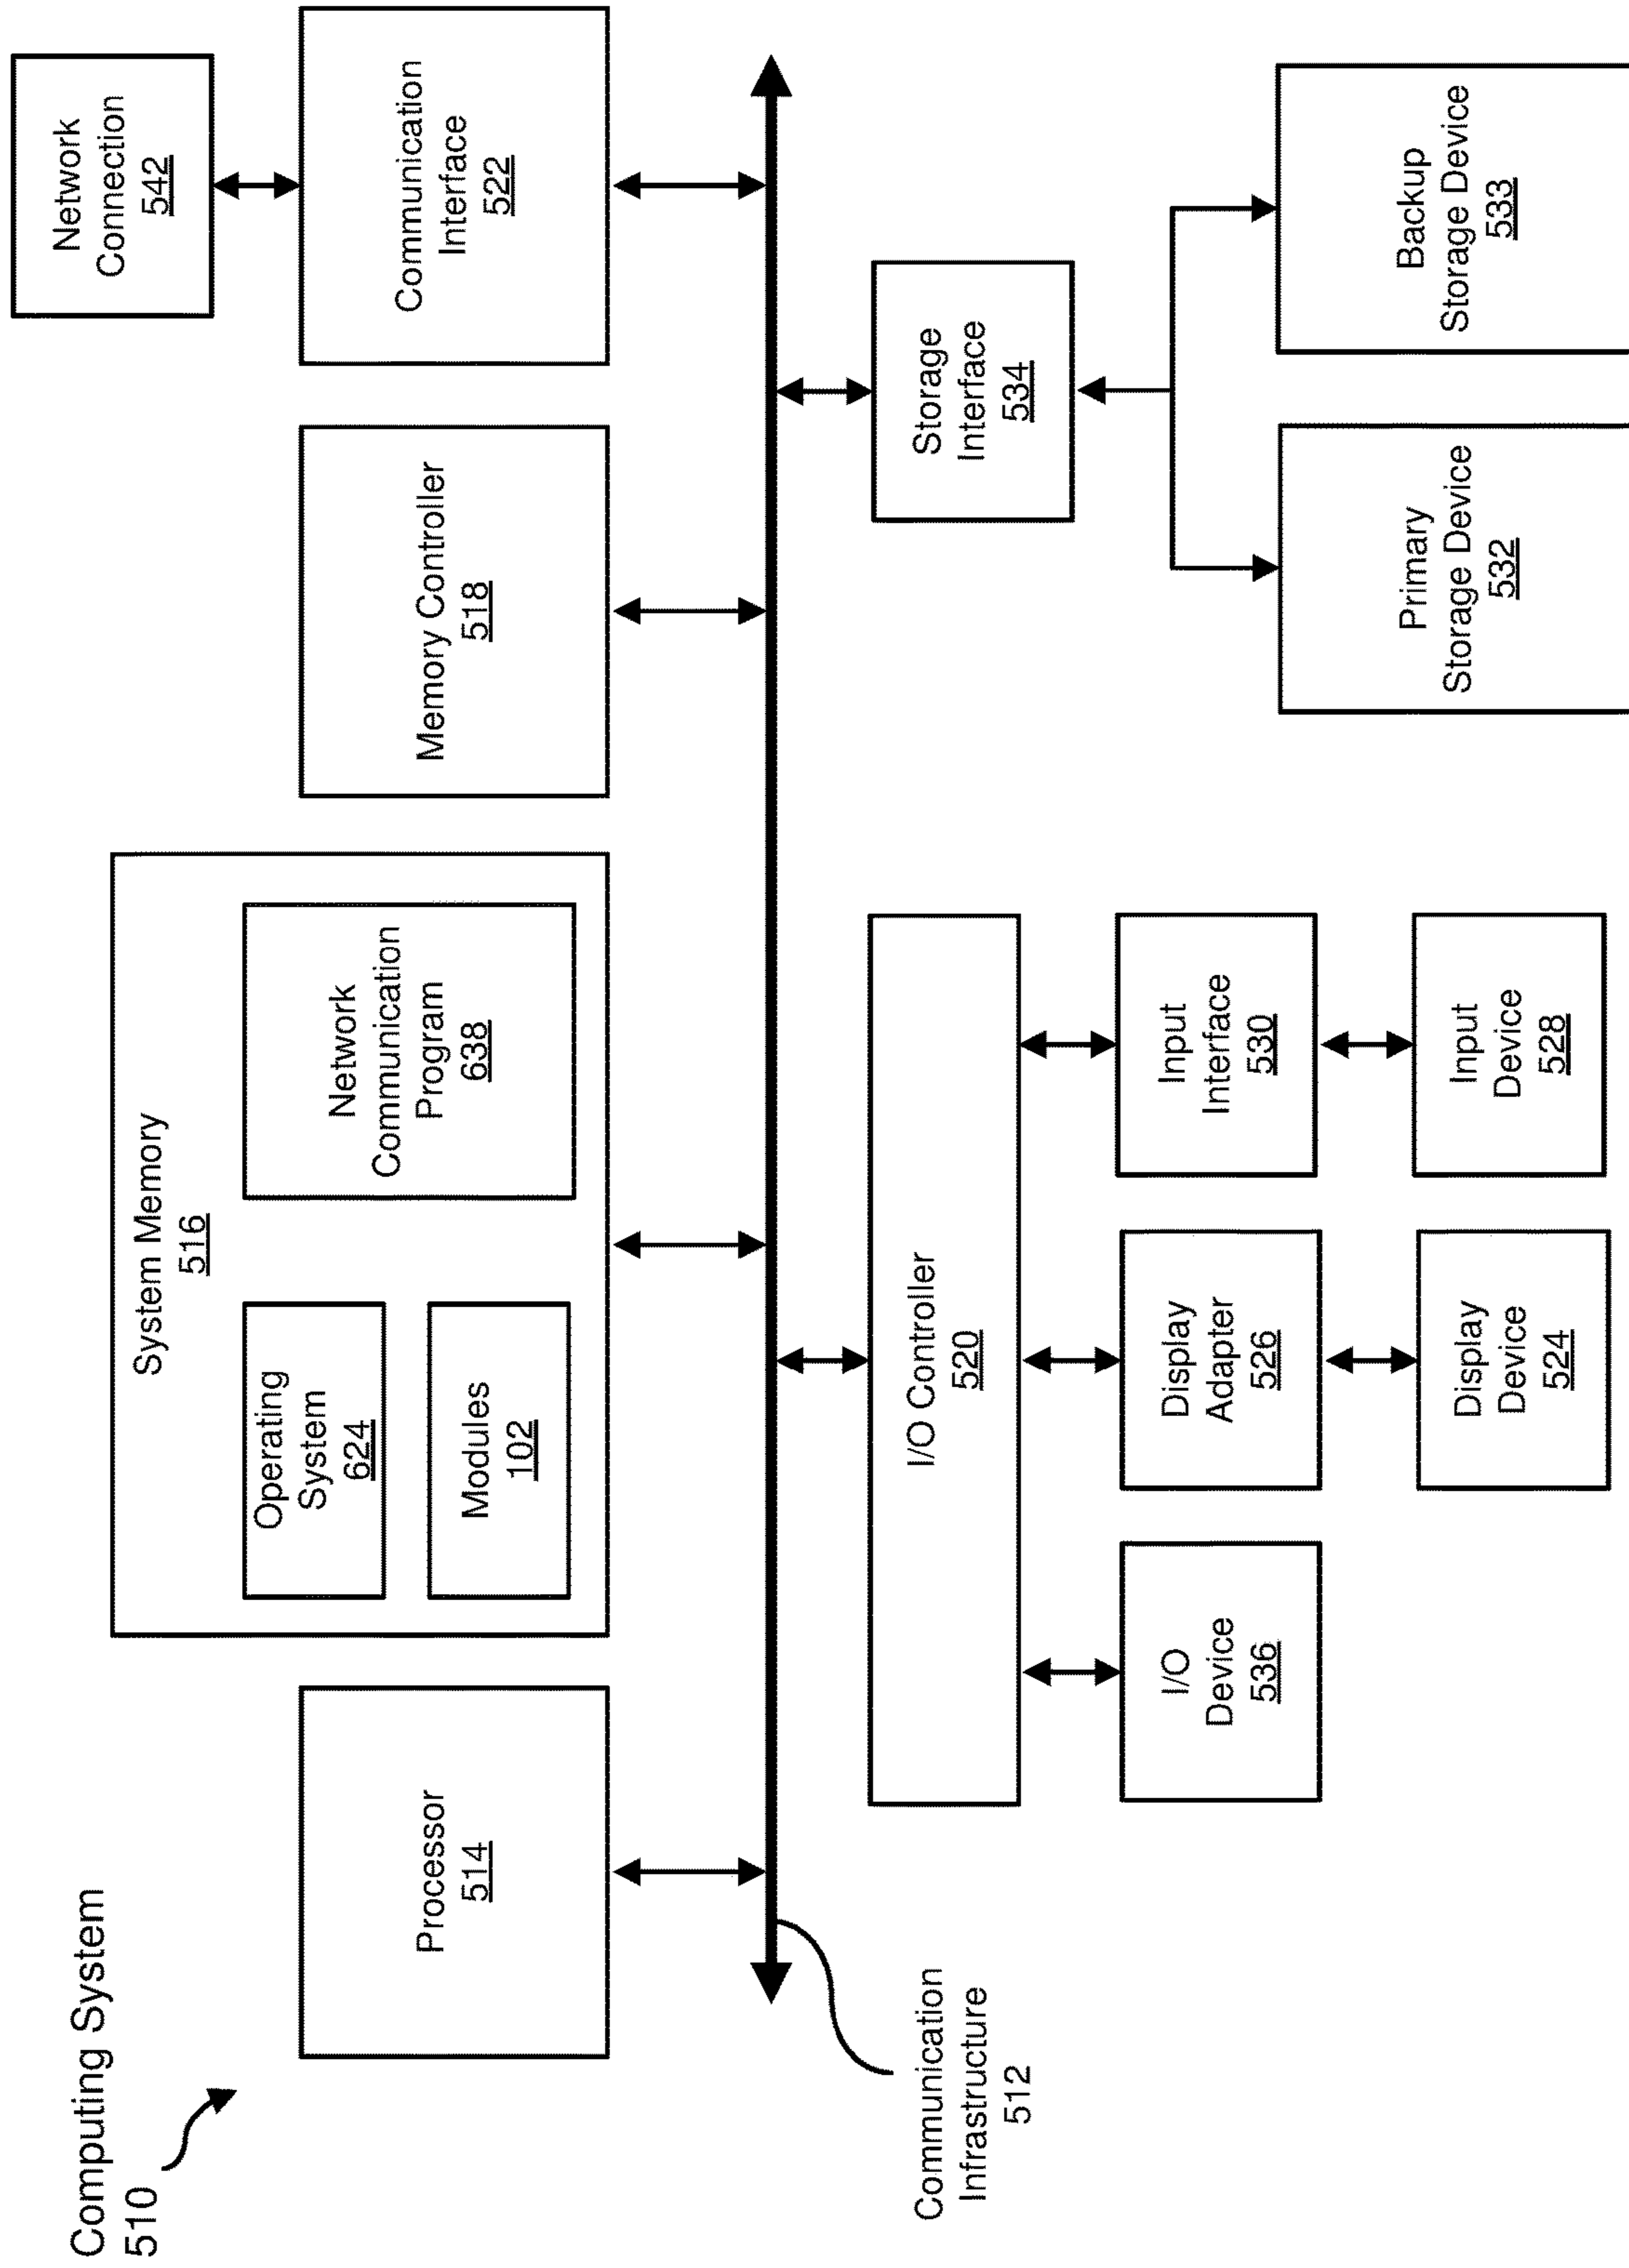 Computing System
510
Processor
514
System Memory
516
Operating
System
624
Modules
102
Network
Communication
Program
638
Memory Controller
518
Network
Connection
542
Communication
Interface
522
Communication
Infrastructure
512
I/O Controller
520
I/O
Device
536
Display
Adapter
526
Display
Device
524
Input
Interface
530
Input
Device
528
Storage
Interface
534
Primary
Storage Device
532
Backup
Storage Device
533